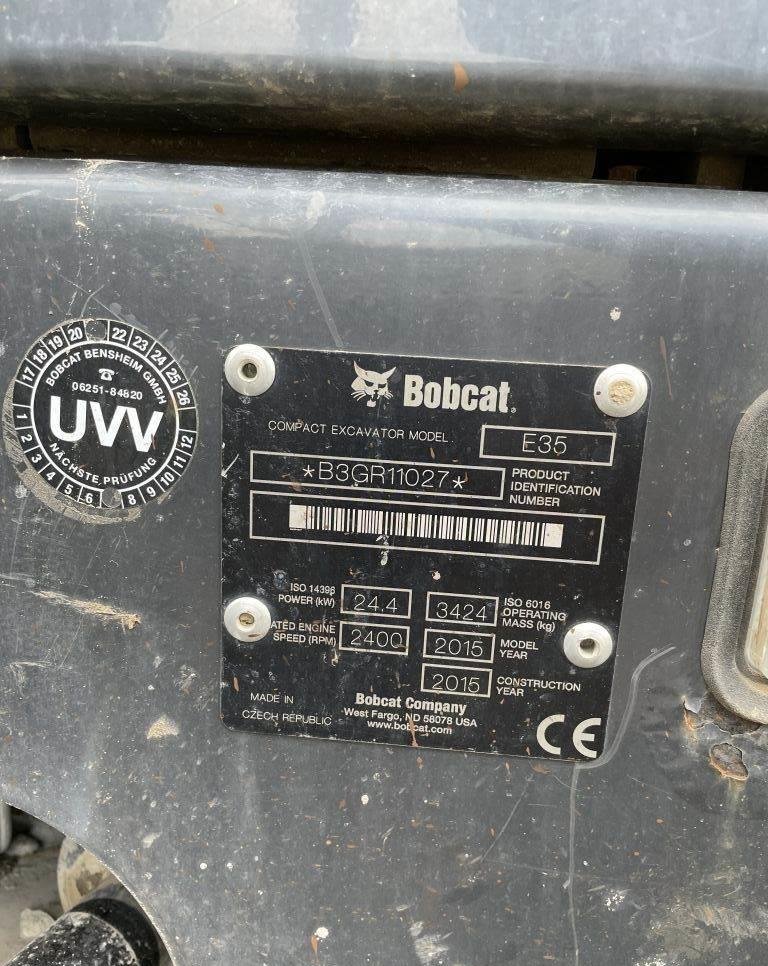 17 18 19 20 22 23 24 25 26
BOBCAT BENSHEIM GMBH
06251-84820
UVV
NÄCHSTE PRÜFUNG
1 2 3 4 5 6 8 9 10 11 12
Bobcat.
COMPACT EXCAVATOR MODEL E35
*B3GR11027* PRODUCT
IDENTIFICATION
NUMBER
ISO 14396
POWER (kW) 24.4
3424 ISO 6016
OPERATING
MASS (kg)
ATED ENGINE
SPEED (RPM) 2400
2015 MODEL
YEAR
2015 CONSTRUCTION
YEAR
MADE IN
CZECH REPUBLIC
Bobcat Company
West Fargo, ND 58078 USA
www.bobcat.com
CE